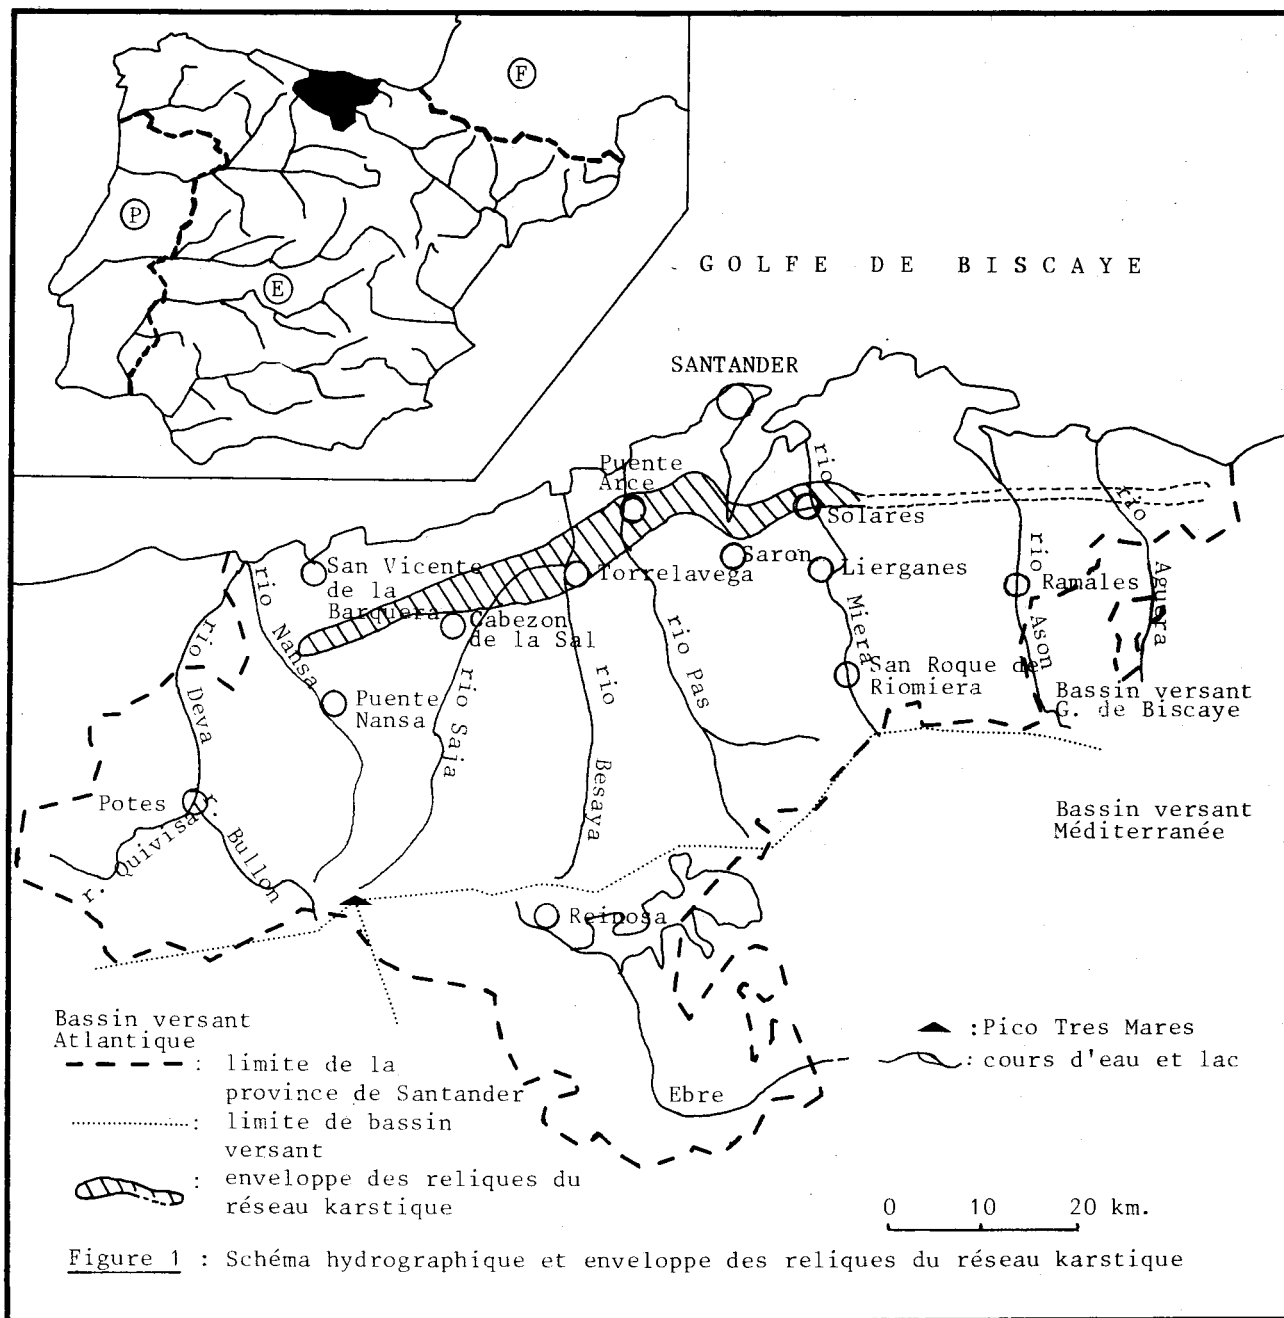 F
P
E
GOLFE DE BISCAYE
SANTANDER
Puente
Arce
rio
Solares
Saron
Lierganes
Miera
San Roque de
Riomiera
rio
Ason
Ramales
rio
Aguera
San Vicente
de la
Barquera
Torrelavega
Cabezon
de la Sal
rio
Nansa
Puente
Nansa
rio
Deva
rio Saja
rio
Besaya
rio Pas
Potes
r. Quivisa
r. Bullon
Reinosa
Ebre
Bassin versant
G. de Biscaye
Bassin versant
Méditerranée
Bassin versant
Atlantique
: limite de la
province de Santander
: limite de bassin
versant
: enveloppe des reliques du
réseau karstique
:Pico Tres Mares
: cours d'eau et lac
0 10 20 km.
Figure 1 : Schéma hydrographique et enveloppe des reliques du réseau karstique